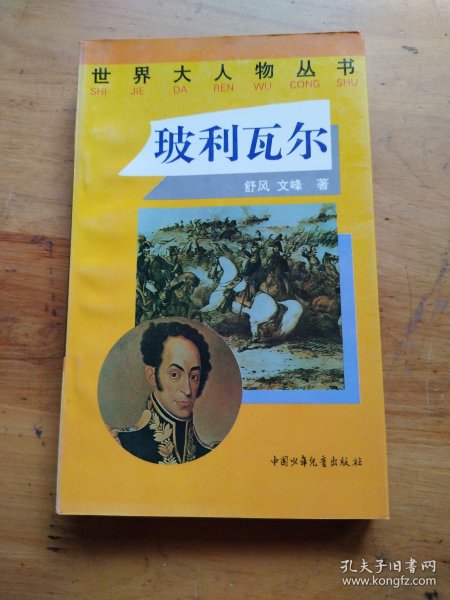 世界大人物丛书
SHI JIE DA REN WU CONG SHU
玻利瓦尔
舒风 文峰 著
中国少年儿童出版社
孔夫子旧书网
www.kongfz.com